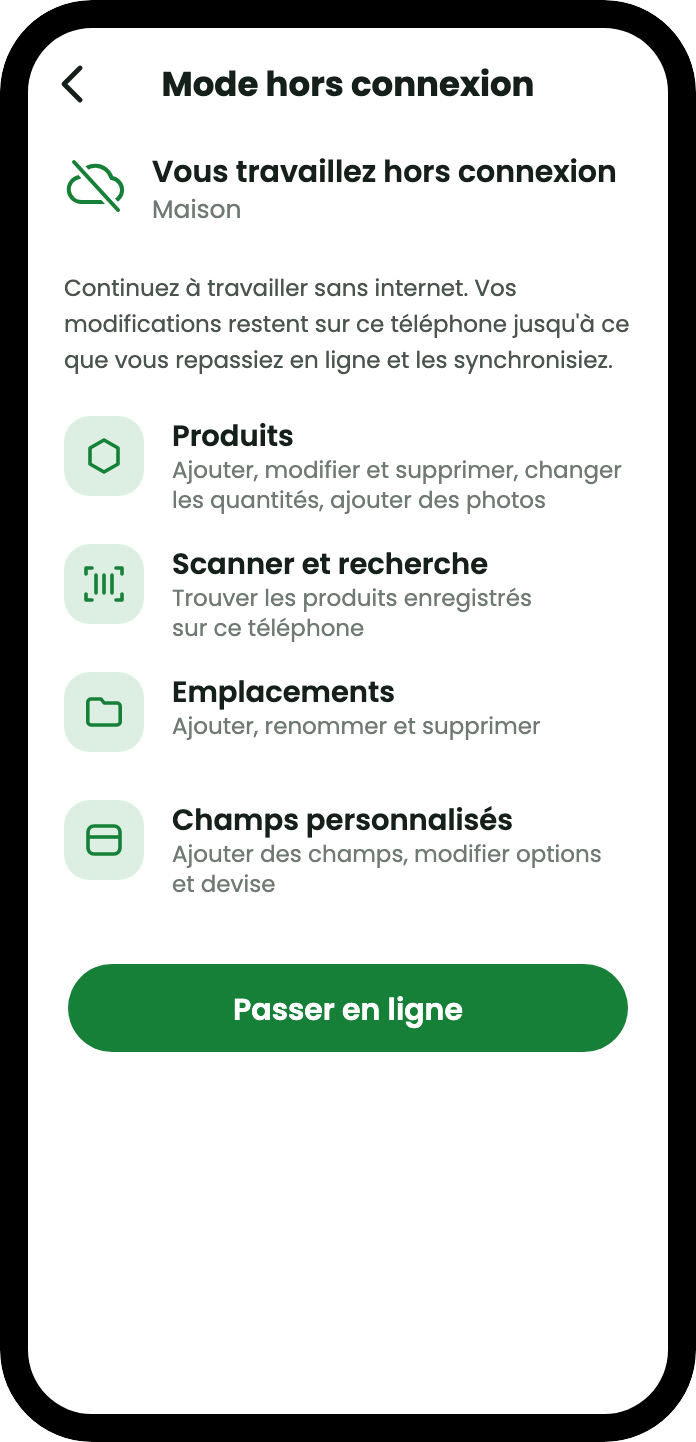 Mode hors connexion
Vous travaillez hors connexion
Maison
Continuez à travailler sans internet. Vos
modifications restent sur ce téléphone jusqu'à ce
que vous repassiez en ligne et les synchronisiez.
Produits
Ajouter, modifier et supprimer, changer
les quantités, ajouter des photos
Scanner et recherche
Trouver les produits enregistrés
sur ce téléphone
Emplacements
Ajouter, renommer et supprimer
Champs personnalisés
Ajouter des champs, modifier options
et devise
Passer en ligne